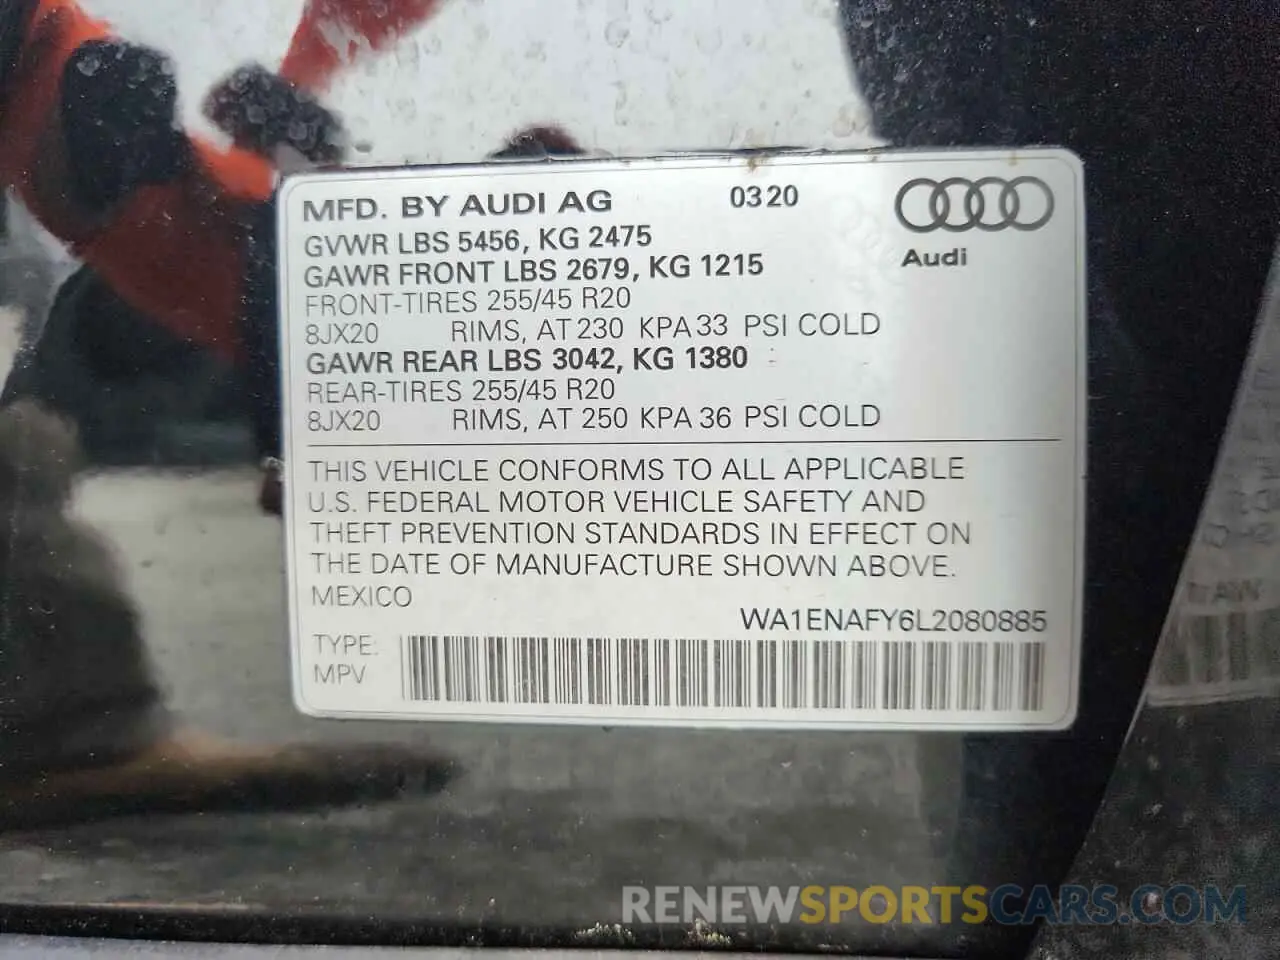 MFD. BY AUDI AG 0320
GVWR LBS 5456, KG 2475
GAWR FRONT LBS 2679, KG 1215
Audi
FRONT-TIRES 255/45 R20
8JX20 RIMS, AT 230 KPA 33 PSI COLD
GAWR REAR LBS 3042, KG 1380
REAR-TIRES 255/45 R20
8JX20 RIMS, AT 250 KPA 36 PSI COLD
THIS VEHICLE CONFORMS TO ALL APPLICABLE
U.S. FEDERAL MOTOR VEHICLE SAFETY AND
THEFT PREVENTION STANDARDS IN EFFECT ON
THE DATE OF MANUFACTURE SHOWN ABOVE.
MEXICO
WA1ENAFY6L2080885
TYPE:
MPV
RENEWSPORTSCARS.COM